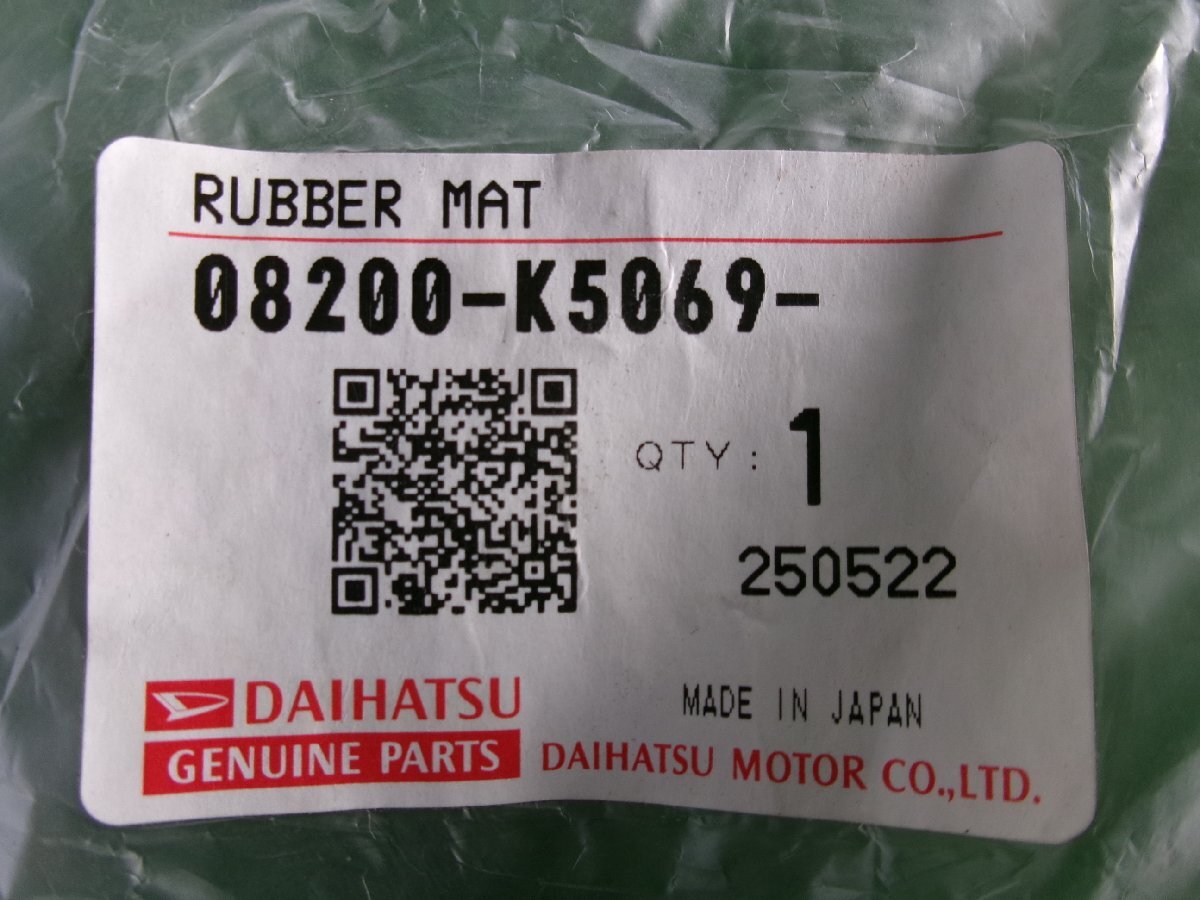 RUBBER MAT
08200-K5069-
QTY: 1
250522
DAIHATSU
MADE IN JAPAN
GENUINE PARTS
DAIHATSU MOTOR CO.,LTD.